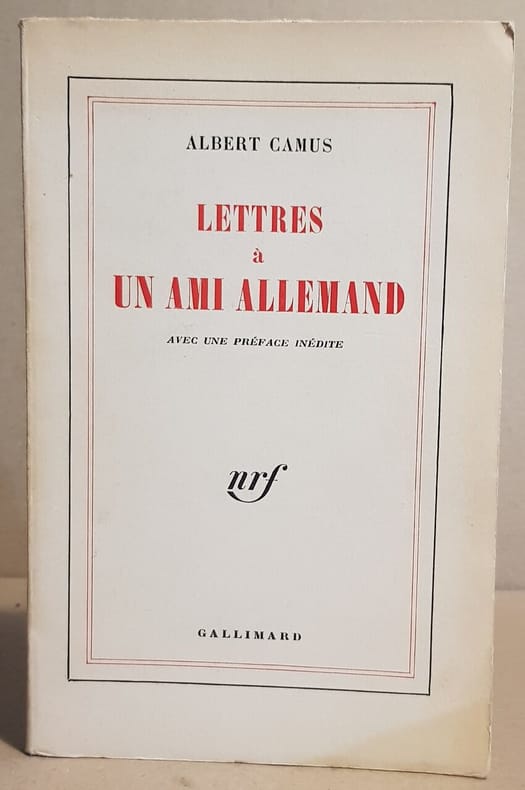 ALBERT CAMUS
LETTRES
à
UN AMI ALLEMAND
AVEC UNE PRÉFACE INÉDITE
nrf
GALLIMARD